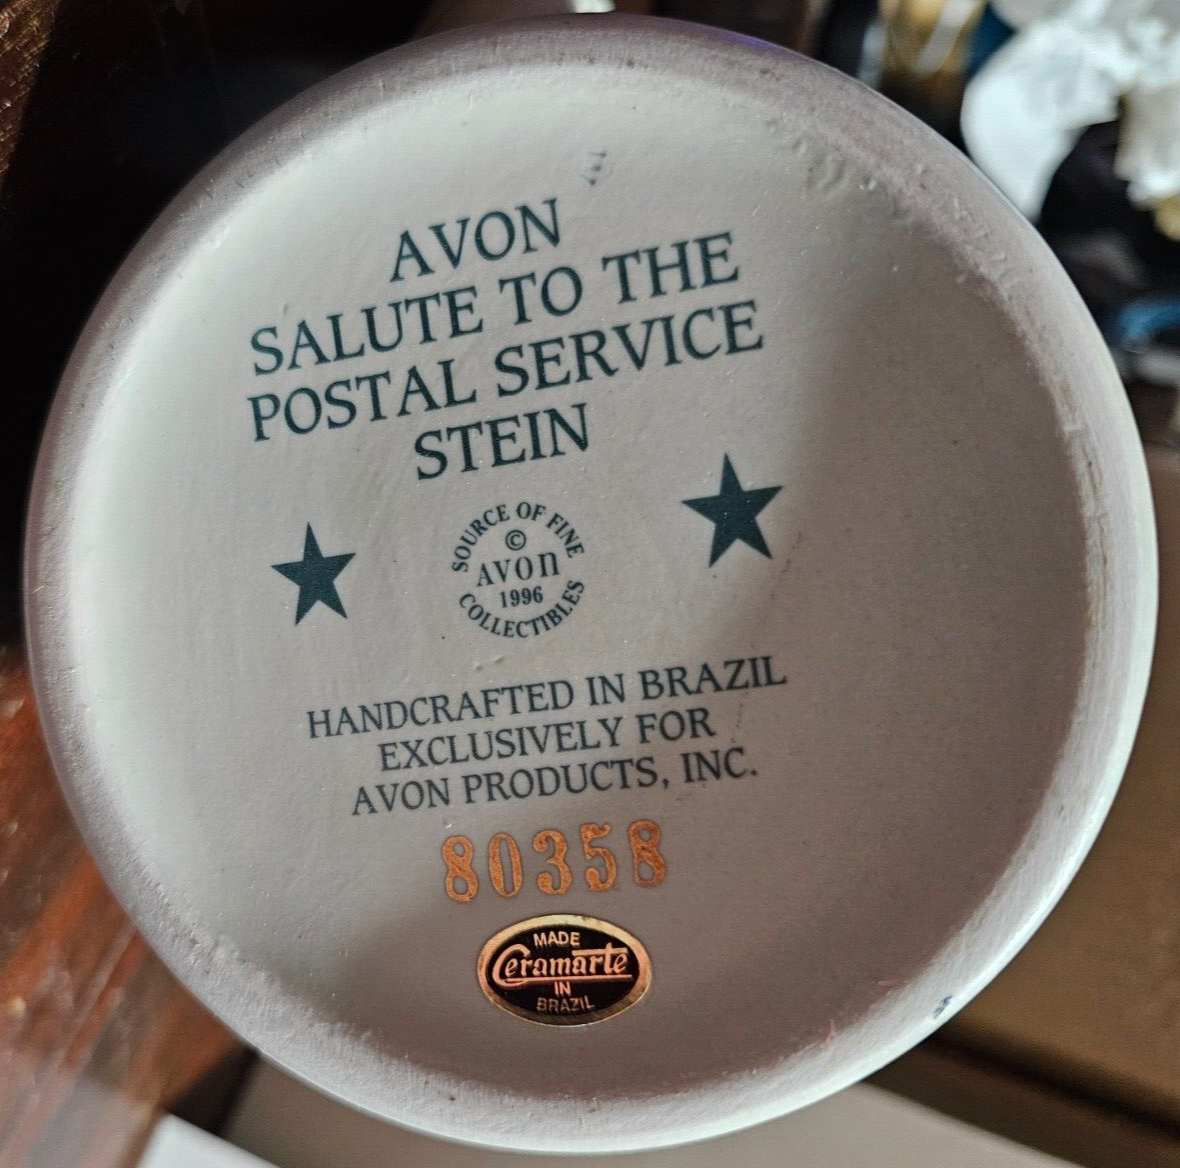 AVON
SALUTE TO THE
POSTAL SERVICE
STEIN
SOURCE OF FINE
©
AVON
1996
COLLECTIBLES
HANDCRAFTED IN BRAZIL
EXCLUSIVELY FOR
AVON PRODUCTS, INC.
80358
MADE
Ceramarte
IN
BRAZIL